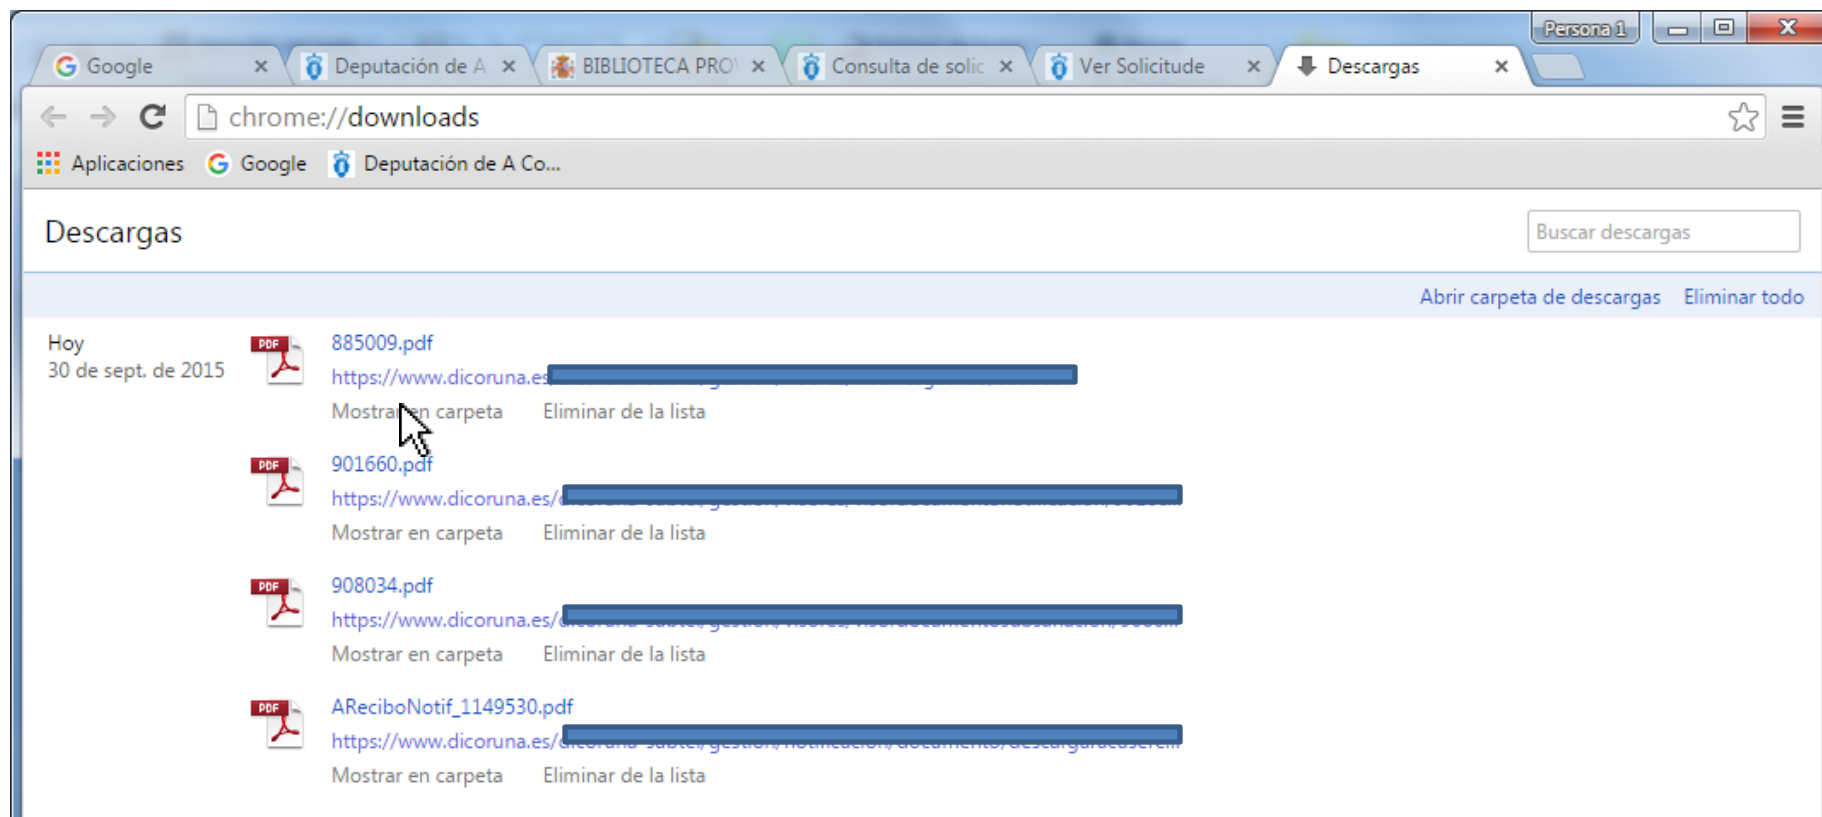 Persona 1
Google
Deputación de A
BIBLIOTECA PRO
Consulta de solic
Ver Solicitude
Descargas
chrome://downloads
Aplicaciones
Google
Deputación de A Co...
Descargas
Buscar descargas
Abrir carpeta de descargas Eliminar todo
Hoy
30 de sept. de 2015
PDF
885009.pdf
https://www.dicoruna.es
Mostrar en carpeta Eliminar de la lista
PDF
901660.pdf
https://www.dicoruna.es/
Mostrar en carpeta Eliminar de la lista
PDF
908034.pdf
https://www.dicoruna.es/
Mostrar en carpeta Eliminar de la lista
PDF
AReciboNotif_1149530.pdf
https://www.dicoruna.es/
Mostrar en carpeta Eliminar de la lista